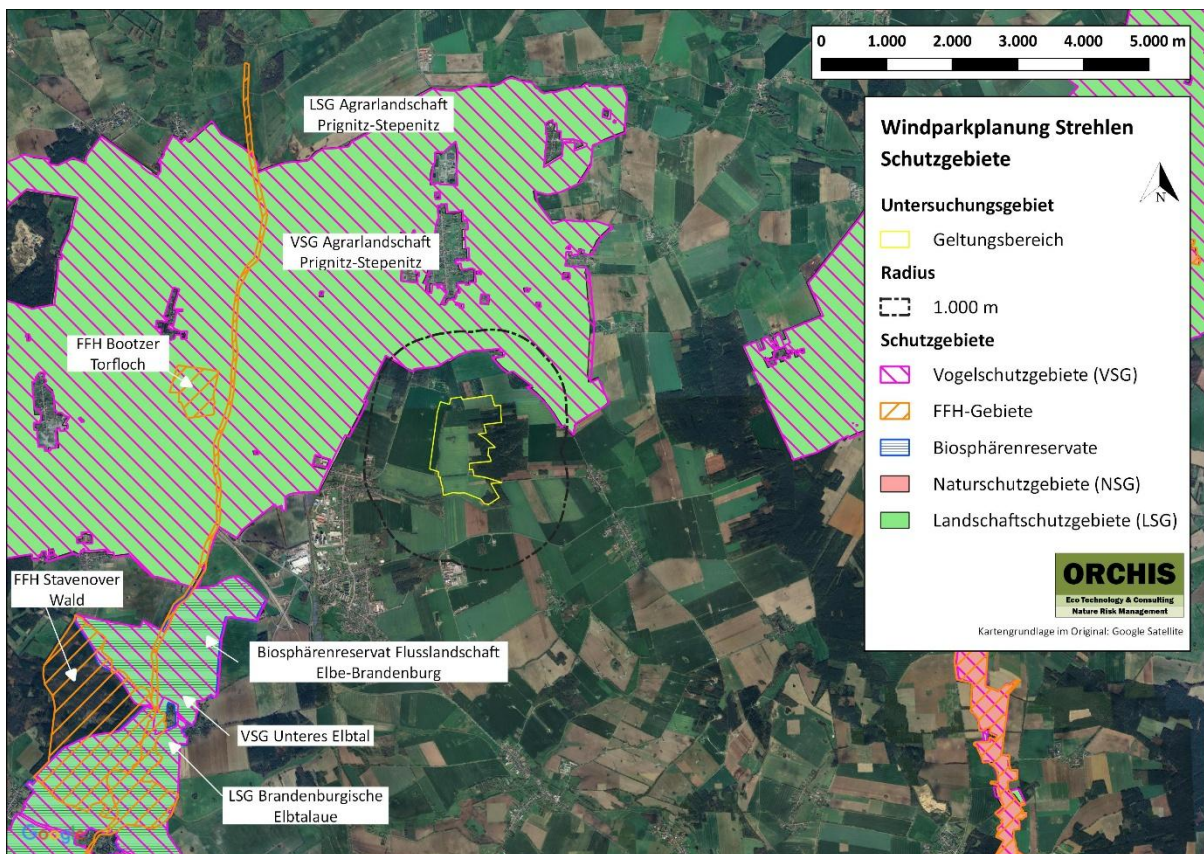 0 1.000 2.000 3.000 4.000 5.000 m
LSG Agrarlandschaft
Prignitz-Stepenitz
VSG Agrarlandschaft
Prignitz-Stepenitz
FFH Bootzer
Torfloch
FFH Stavenover
Wald
Biosphärenreservat Flusslandschaft
Elbe-Brandenburg
VSG Unteres Elbtal
LSG Brandenburgische
Elbtalaue
Google
Windparkplanung Strehlen
Schutzgebiete
N
Untersuchungsgebiet
Geltungsbereich
Radius
1.000 m
Schutzgebiete
Vogelschutzgebiete (VSG)
FFH-Gebiete
Biosphärenreservate
Naturschutzgebiete (NSG)
Landschaftschutzgebiete (LSG)
ORCHIS
Eco Technology & Consulting
Nature Risk Management
Kartengrundlage im Original: Google Satellite